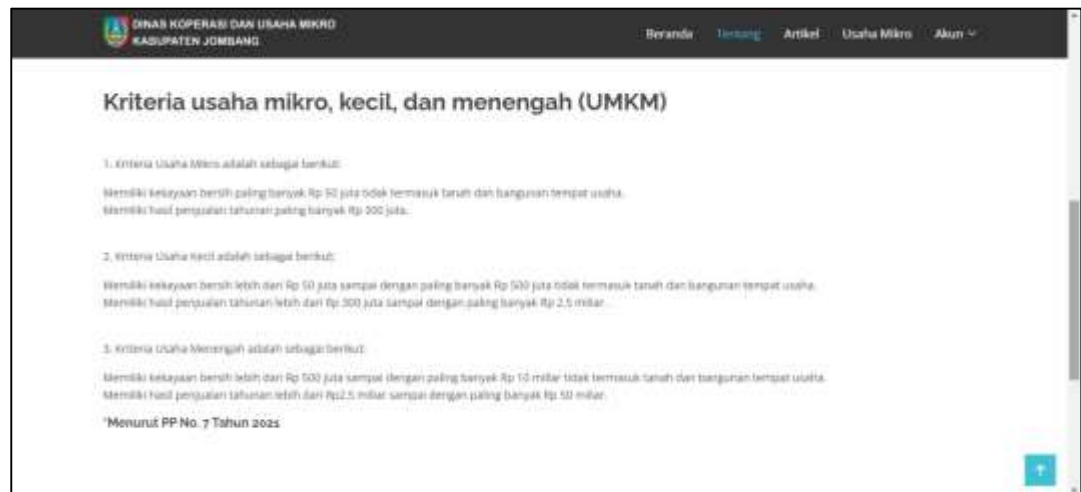 DINAS KOPERASI DAN USAHA MIKRO
KABUPATEN JOMBANG
Beranda Tentang Artikel Usaha Mikro Akun
Kriteria usaha mikro, kecil, dan menengah (UMKM)
1. Kriteria Usaha Mikro adalah sebagai berikut:
Memiliki kekayaan bersih paling banyak Rp 50 juta tidak termasuk tanah dan bangunan tempat usaha.
Memiliki hasil penjualan tahunan paling banyak Rp 300 juta.
2. Kriteria Usaha Kecil adalah sebagai berikut:
Memiliki kekayaan bersih lebih dari Rp 50 juta sampai dengan paling banyak Rp 500 juta tidak termasuk tanah dan bangunan tempat usaha.
Memiliki hasil penjualan tahunan lebih dari Rp 300 juta sampai dengan paling banyak Rp 2,5 miliar.
3. Kriteria Usaha Menengah adalah sebagai berikut:
Memiliki kekayaan bersih lebih dari Rp 500 juta sampai dengan paling banyak Rp 10 miliar tidak termasuk tanah dan bangunan tempat usaha.
Memiliki hasil penjualan tahunan lebih dari Rp2,5 miliar sampai dengan paling banyak Rp 50 miliar.
*Menurut PP No. 7 Tahun 2021